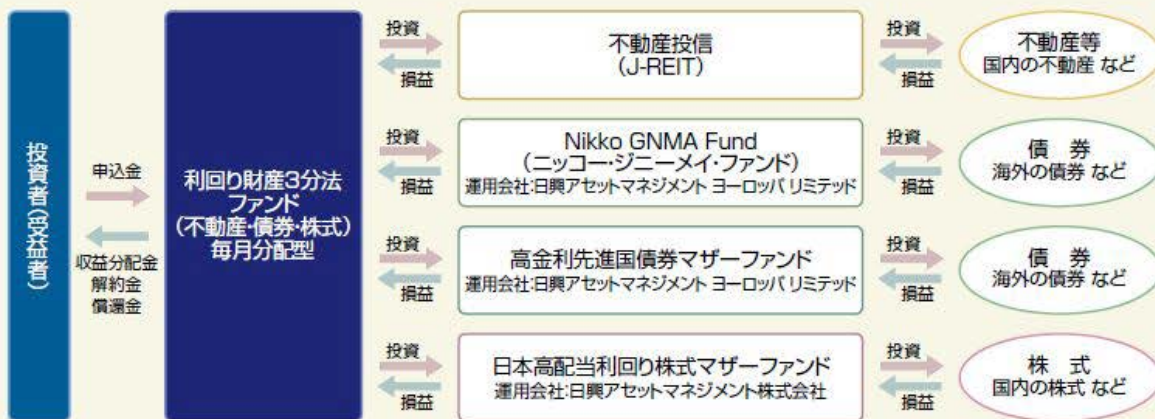 投資者(受益者)
申込金
収益分配金
解約金
償還金
利回り財産3分法
ファンド
(不動産・債券・株式)
毎月分配型
投資
損益
不動産投信
(J-REIT)
投資
損益
不動産等
国内の不動産 など
投資
損益
Nikko GNMA Fund
(ニッコー・ジニーメイ・ファンド)
運用会社:日興アセットマネジメント ヨーロッパ リミテッド
投資
損益
債 券
海外の債券 など
投資
損益
高金利先進国債券マザーファンド
運用会社:日興アセットマネジメント ヨーロッパ リミテッド
投資
損益
債 券
海外の債券 など
投資
損益
日本高配当利回り株式マザーファンド
運用会社:日興アセットマネジメント株式会社
投資
損益
株 式
国内の株式 など